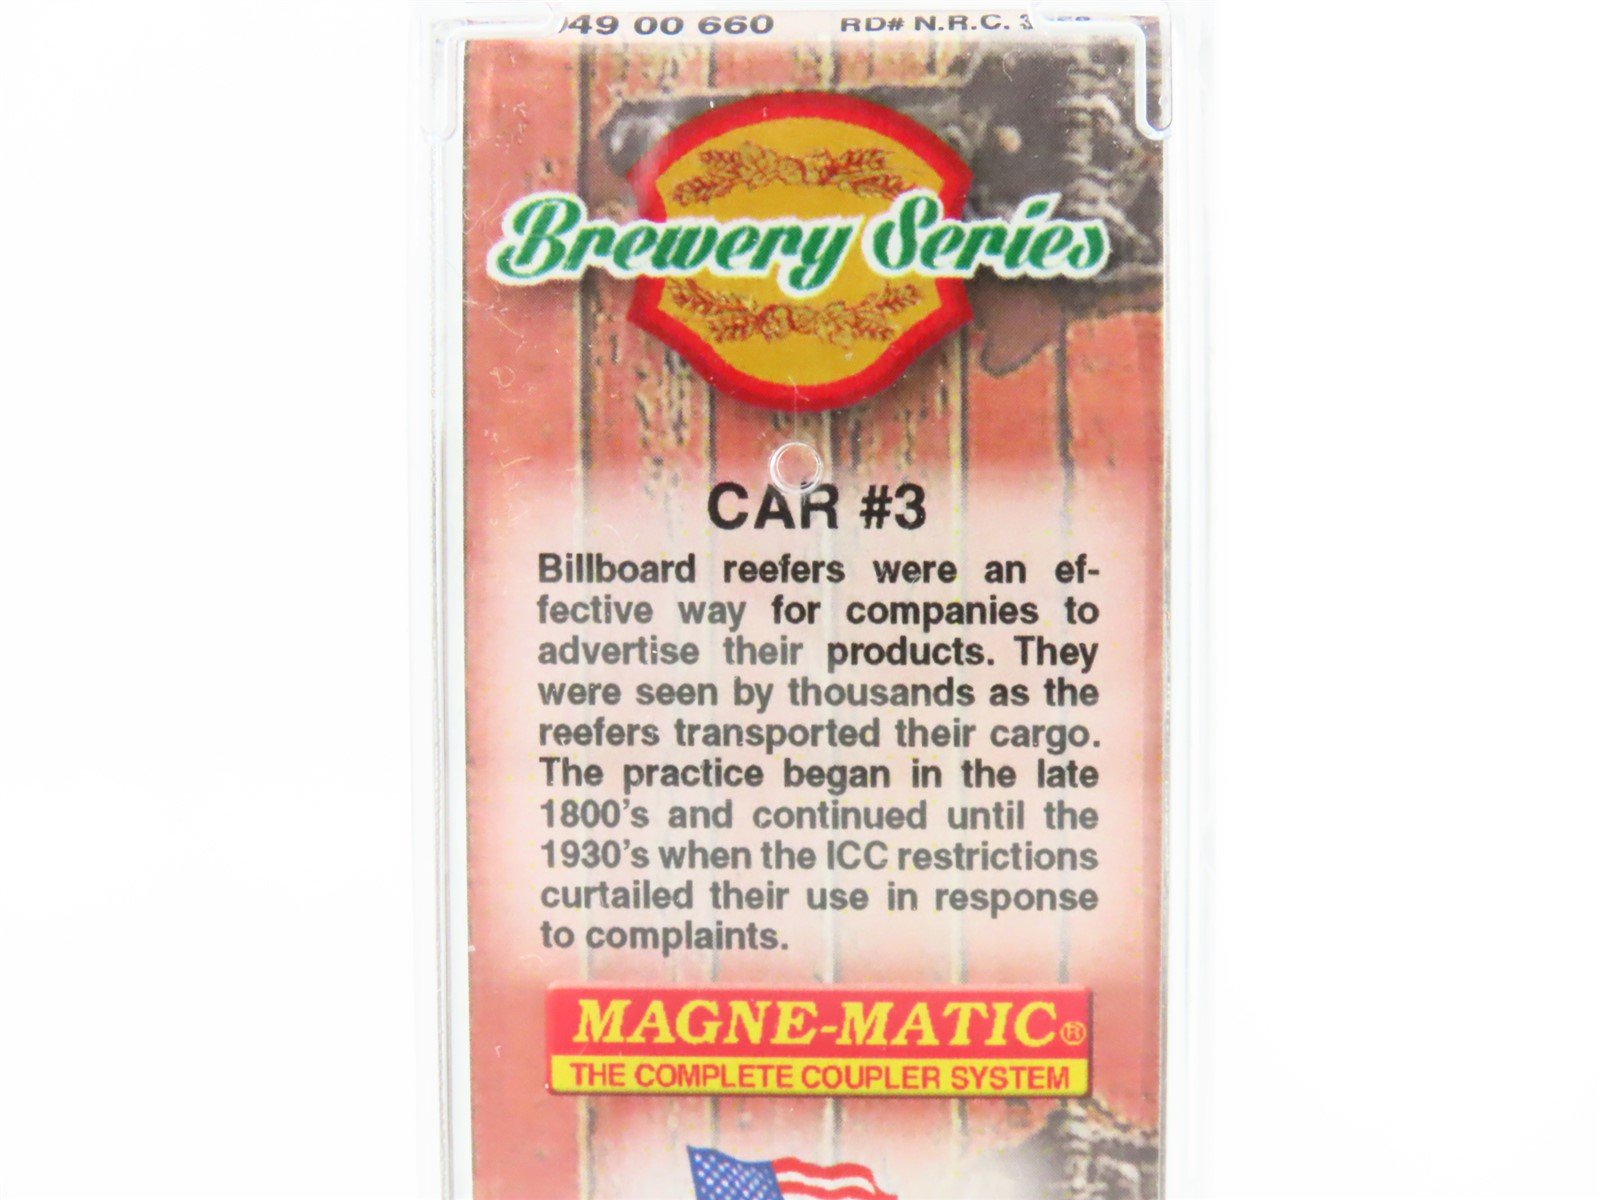 49 00 660 RD# N.R.C.
Brewery Series
CAR #3
Billboard reefers were an ef-
fective way for companies to
advertise their products. They
were seen by thousands as the
reefers transported their cargo.
The practice began in the late
1800's and continued until the
1930's when the ICC restrictions
curtailed their use in response
to complaints.
MAGNE-MATIC®
THE COMPLETE COUPLER SYSTEM